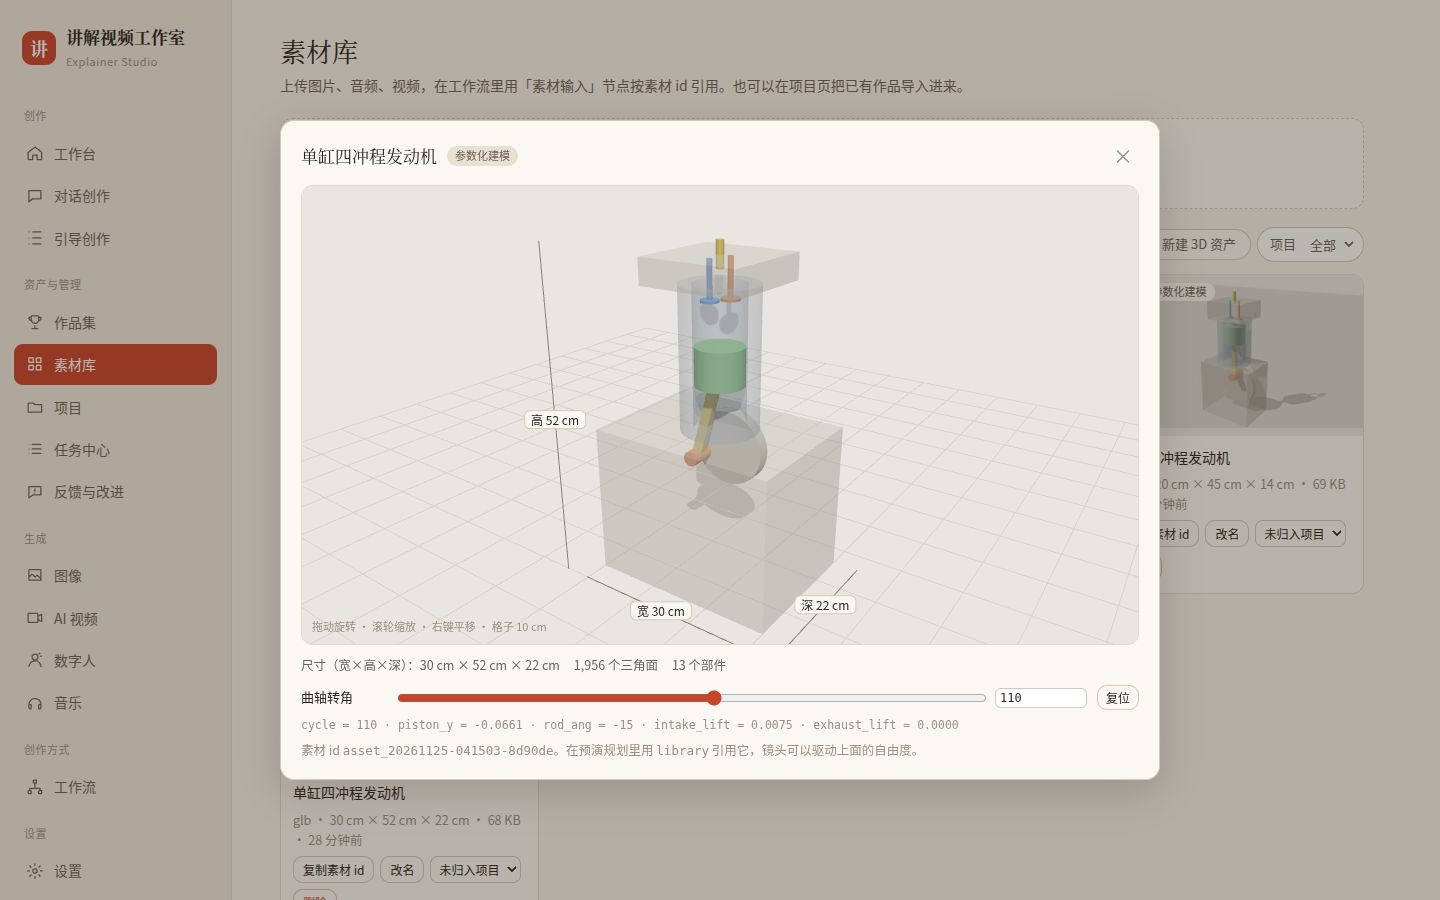 讲
讲解视频工作室
Explainer Studio
创作
工作台
对话创作
引导创作
资产与管理
作品集
素材库
项目
任务中心
反馈与改进
生成
图像
AI 视频
数字人
音乐
创作方式
工作流
设置
设置
素材库
上传图片、音频、视频，在工作流里用「素材输入」节点按素材 id 引用。也可以在项目页把已有作品导入进来。
新建 3D 资产
项目 全部
单缸四冲程发动机 参数化建模
高 52 cm
宽 30 cm
深 22 cm
拖动旋转 · 滚轮缩放 · 右键平移 · 格子 10 cm
尺寸（宽×高×深）：30 cm × 52 cm × 22 cm 1,956 个三角面 13 个部件
曲轴转角 110 复位
cycle = 110 · piston_y = -0.0661 · rod_ang = -15 · intake_lift = 0.0075 · exhaust_lift = 0.0000
素材 id asset_20261125-041503-8d90de。在预演规划里用 library 引用它，镜头可以驱动上面的自由度。
数化建模
冲程发动机
0 cm × 45 cm × 14 cm · 69 KB
钟前
材 id 改名 未归入项目
单缸四冲程发动机
glb · 30 cm × 52 cm × 22 cm · 68 KB
· 28 分钟前
复制素材 id 改名 未归入项目